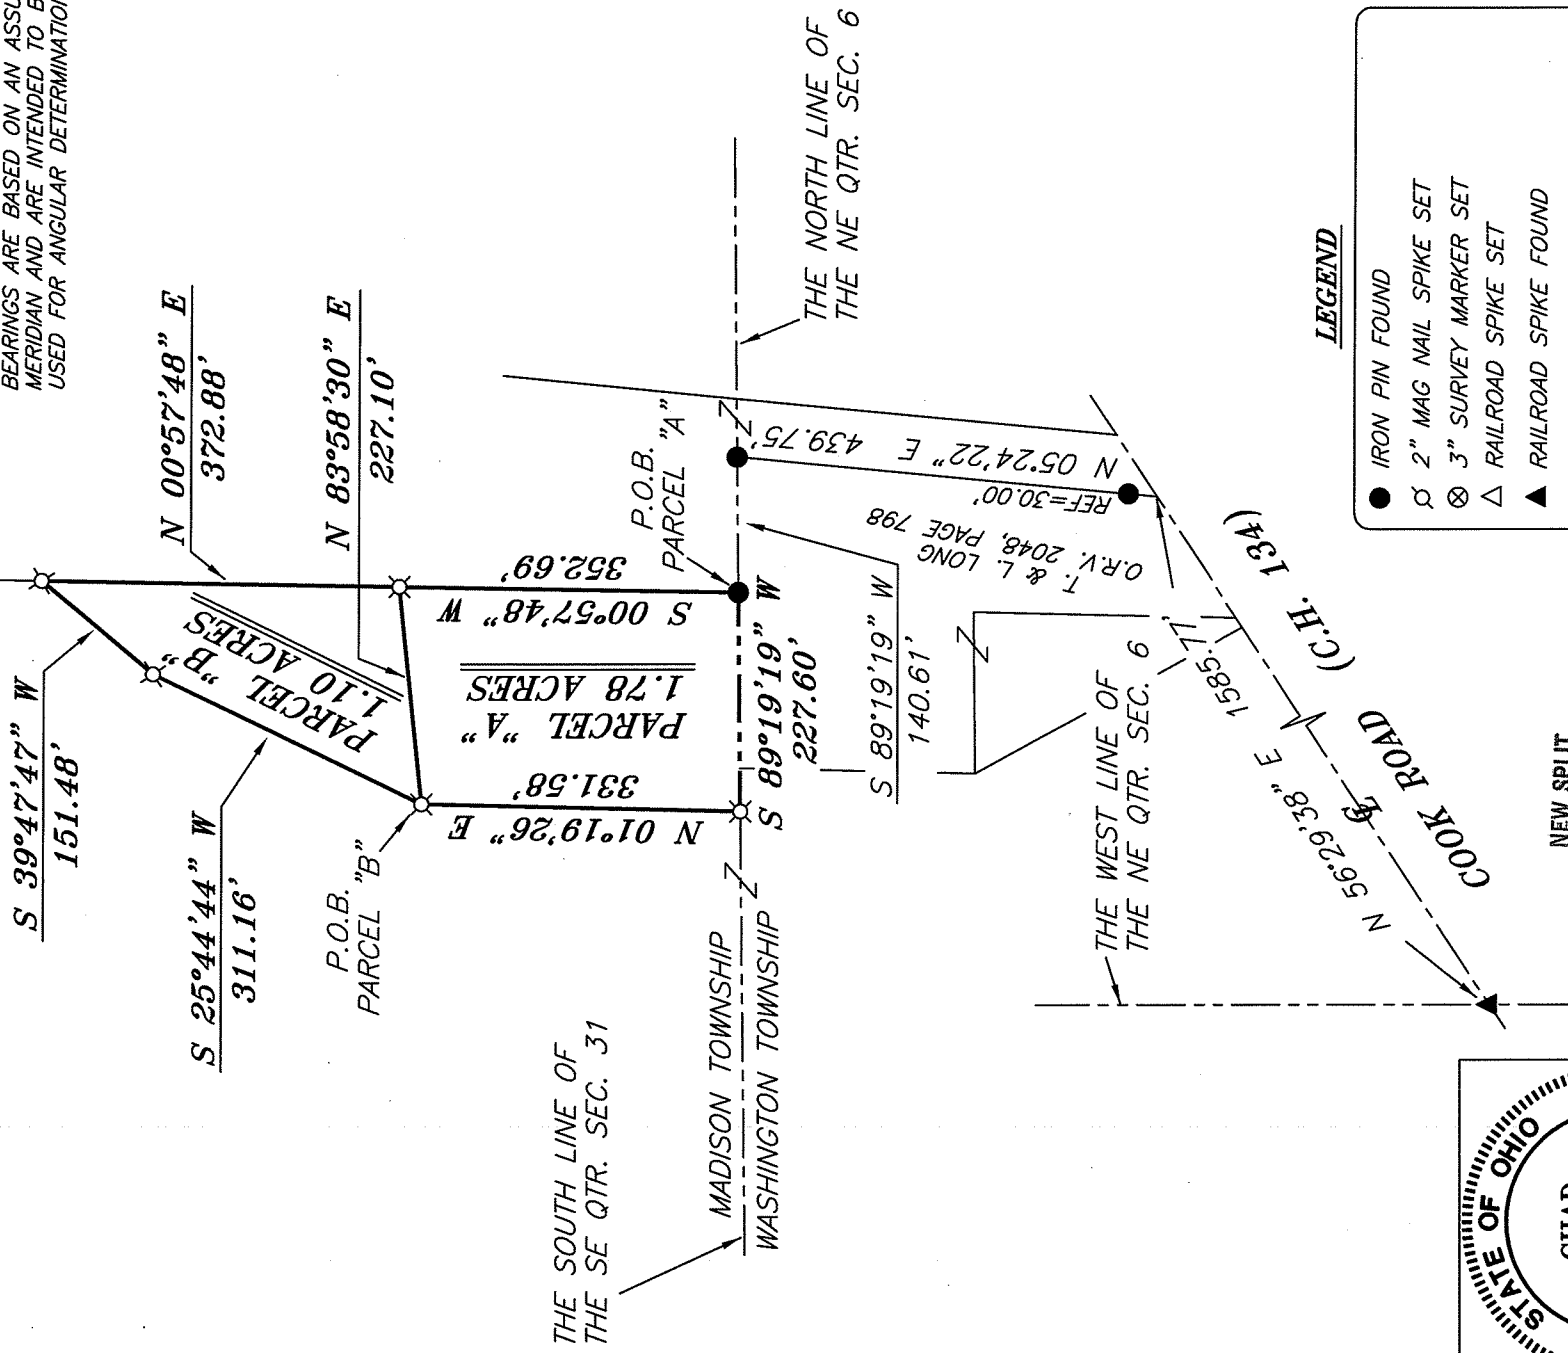 BEARINGS ARE BASED ON AN ASSU
MERIDIAN AND ARE INTENDED TO B
USED FOR ANGULAR DETERMINATION
N 00°57'48" E
372.88'
N 83°58'30" E
227.10'
S 39°47'47" W
151.48'
S 25°44'44" W
311.16'
PARCEL "B"
1.10 ACRES
P.O.B.
PARCEL "B"
PARCEL "A"
1.78 ACRES
S 00°57'48" W
352.69'
N 01°19'26" E
331.58'
P.O.B.
PARCEL "A"
S 89°19'19" W
227.60'
S 89°19'19" W
140.61'
THE NORTH LINE OF
THE NE QTR. SEC. 6
N 05°24'22" E 439.75'
REF=30.00'
T. & L. LONG
O.R.V. 2048, PAGE 798
THE SOUTH LINE OF
THE SE QTR. SEC. 31
MADISON TOWNSHIP
WASHINGTON TOWNSHIP
THE WEST LINE OF
THE NE QTR. SEC. 6
N 56°29'38" E 1585.77'
COOK ROAD (C.H. 134)
LEGEND
IRON PIN FOUND
2" MAG NAIL SPIKE SET
3" SURVEY MARKER SET
RAILROAD SPIKE SET
RAILROAD SPIKE FOUND
NEW SPLIT
STATE OF OHIO
CHAD